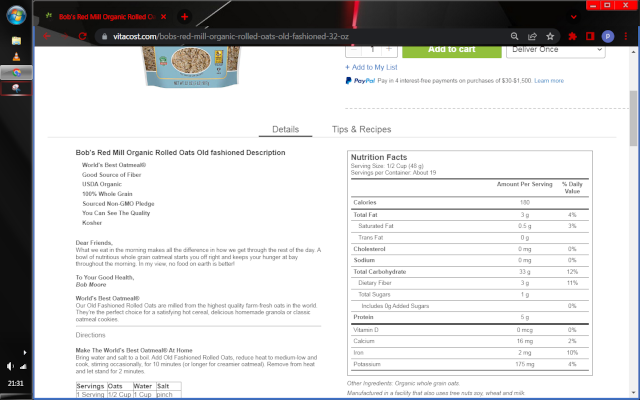 Bob's Red Mill Organic Rolled Oa
vitacost.com/bobs-red-mill-organic-rolled-oats-old-fashioned-32-oz
1
Add to cart
Deliver Once
+ Add to My List
PayPal Pay in 4 interest-free payments on purchases of $30-$1,500. Learn more
Details
Tips & Recipes
Bob's Red Mill Organic Rolled Oats Old fashioned Description
World's Best Oatmeal®
Good Source of Fiber
USDA Organic
100% Whole Grain
Sourced Non-GMO Pledge
You Can See The Quality
Kosher
Dear Friends,
What we eat in the morning makes all the difference in how we get through the rest of the day. A
bowl of nutritious whole grain oatmeal starts you off right and keeps your hunger at bay
throughout the morning. In my view, no food on earth is better!
To Your Good Health,
Bob Moore
World's Best Oatmeal®
Our Old Fashioned Rolled Oats are milled from the highest quality farm-fresh oats in the world.
They're the perfect choice for a satisfying hot cereal, delicious homemade granola or classic
oatmeal cookies.
Directions
Make The World's Best Oatmeal® At Home
Bring water and salt to a boil. Add Old Fashioned Rolled Oats, reduce heat to medium-low and
cook, stirring occasionally, for 10 minutes (or longer for creamier oatmeal). Remove from heat
and let stand for 2 minutes.
Servings Oats Water Salt
1 Serving 1/2 Cup 1 Cup pinch
Nutrition Facts
Serving Size: 1/2 Cup (48 g)
Servings per Container: About 19
Amount Per Serving % Daily
Value
Calories 180
Total Fat 3 g 4%
Saturated Fat 0.5 g 3%
Trans Fat 0 g
Cholesterol 0 mg 0%
Sodium 0 mg 0%
Total Carbohydrate 33 g 12%
Dietary Fiber 3 g 11%
Total Sugars 1 g
Includes 0g Added Sugars 0%
Protein 5 g
Vitamin D 0 mcg 0%
Calcium 16 mg 2%
Iron 2 mg 10%
Potassium 175 mg 4%
Other Ingredients: Organic whole grain oats.
Manufactured in a facility that also uses tree nuts soy, wheat and milk.
21:31